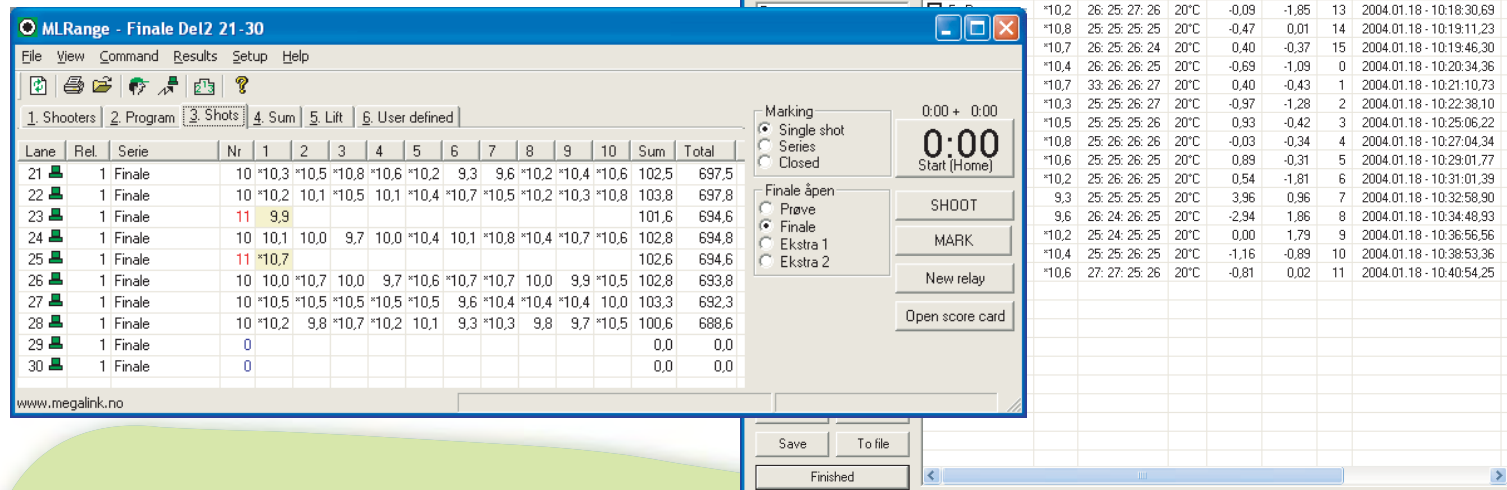 MLRange - Finale Del2 21-30
File View Command Results Setup Help
1. Shooters 2. Program 3. Shots 4. Sum 5. Lift 6. User defined
Lane Rel. Serie Nr 1 2 3 4 5 6 7 8 9 10 Sum Total
21 1 Finale 10 *10,3 *10,5 *10,8 *10,6 *10,2 9,3 9,6 *10,2 *10,4 *10,6 102,5 697,5
22 1 Finale 10 *10,2 10,1 *10,5 10,1 *10,4 *10,7 *10,5 *10,2 *10,3 *10,8 103,8 697,8
23 1 Finale 11 9,9 101,6 694,6
24 1 Finale 10 10,1 10,0 9,7 10,0 *10,4 10,1 *10,8 *10,4 *10,7 *10,6 102,8 694,8
25 1 Finale 11 *10,7 102,6 694,6
26 1 Finale 10 10,0 *10,7 10,0 9,7 *10,6 *10,7 *10,7 10,0 9,9 *10,5 102,8 693,8
27 1 Finale 10 *10,5 *10,5 *10,5 *10,5 *10,5 9,6 *10,4 *10,4 *10,4 10,0 103,3 692,3
28 1 Finale 10 *10,2 9,8 *10,7 *10,2 10,1 9,3 *10,3 9,8 9,7 *10,5 100,6 688,6
29 1 Finale 0 0,0 0,0
30 1 Finale 0 0,0 0,0
www.megalink.no
Marking
Single shot
Series
Closed
0:00 + 0:00
0:00
Start (Home)
Finale åpen
Prøve
Finale
Ekstra 1
Ekstra 2
SHOOT
MARK
New relay
Open score card
*10,2 26: 25: 27: 26 20°C -0,09 -1,85 13 2004.01.18 - 10:18:30,69
*10,8 25: 25: 25: 25 20°C -0,47 0,01 14 2004.01.18 - 10:19:11,23
*10,7 26: 25: 26: 24 20°C 0,40 -0,37 15 2004.01.18 - 10:19:46,30
*10,4 26: 26: 26: 25 20°C -0,69 -1,09 0 2004.01.18 - 10:20:34,36
*10,7 33: 26: 26: 27 20°C 0,40 -0,43 1 2004.01.18 - 10:21:10,73
*10,3 25: 25: 25: 27 20°C -0,97 -1,28 2 2004.01.18 - 10:22:38,10
*10,5 25: 25: 26: 25 20°C 0,93 -0,42 3 2004.01.18 - 10:25:06,22
*10,8 25: 26: 26: 26 20°C -0,03 -0,34 4 2004.01.18 - 10:27:04,34
*10,6 25: 25: 25: 26 20°C 0,89 -0,31 5 2004.01.18 - 10:29:01,77
*10,2 25: 26: 26: 25 20°C 0,54 -1,81 6 2004.01.18 - 10:31:01,39
9,3 25: 25: 25: 25 20°C 3,96 0,96 7 2004.01.18 - 10:32:58,90
9,6 26: 24: 26: 25 20°C -2,94 1,86 8 2004.01.18 - 10:34:48,93
*10,2 25: 24: 25: 25 20°C 0,00 1,79 9 2004.01.18 - 10:36:56,56
*10,4 25: 25: 26: 25 20°C -1,16 -0,89 10 2004.01.18 - 10:38:53,36
*10,6 27: 27: 25: 26 20°C -0,81 0,02 11 2004.01.18 - 10:40:54,25
Save To file
Finished